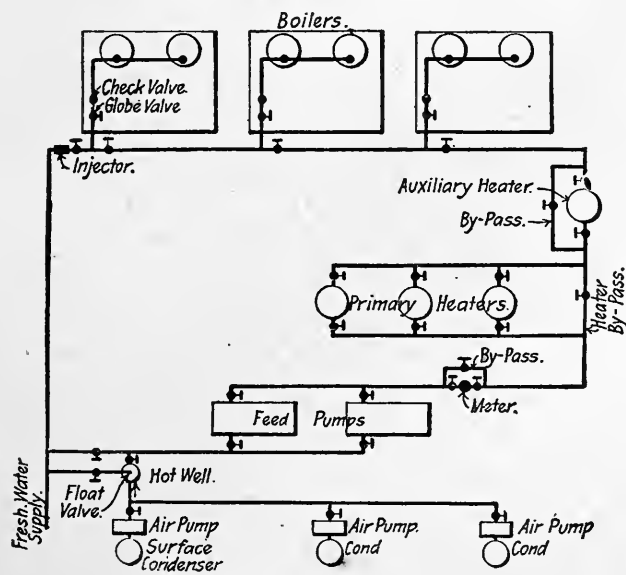 Boilers.
Check Valve.
Globe Valve
Injector.
Auxiliary Heater.
By-Pass.
Primary Heaters.
Heater
By-Pass.
By-Pass.
Meter.
Feed Pumps
Hot Well.
Float
Valve.
Fresh Water
Supply.
Air Pump
Surface
Condenser
Air Pump.
Cond
Air Pump
Cond